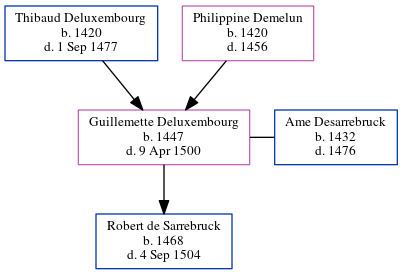 Thibaud Deluxembourg
b. 1420
d. 1 Sep 1477
Philippine Demelun
b. 1420
d. 1456
Guillemette Deluxembourg
b. 1447
d. 9 Apr 1500
Ame Desarrebruck
b. 1432
d. 1476
Robert de Sarrebruck
b. 1468
d. 4 Sep 1504